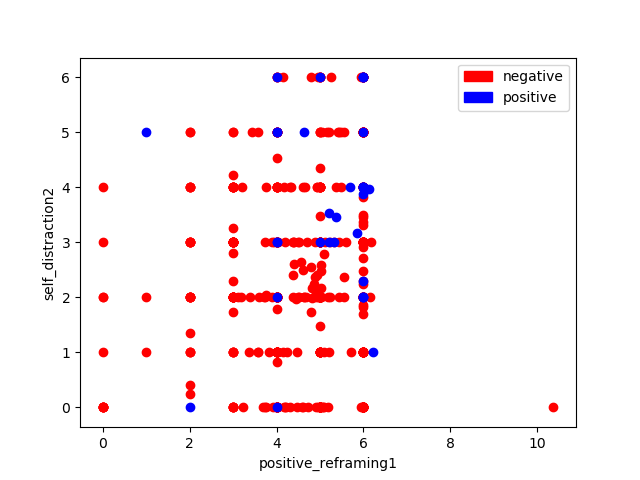 negative
positive
6
5
4
3
2
1
0
self_distraction2
0 2 4 6 8 10
positive_reframing1